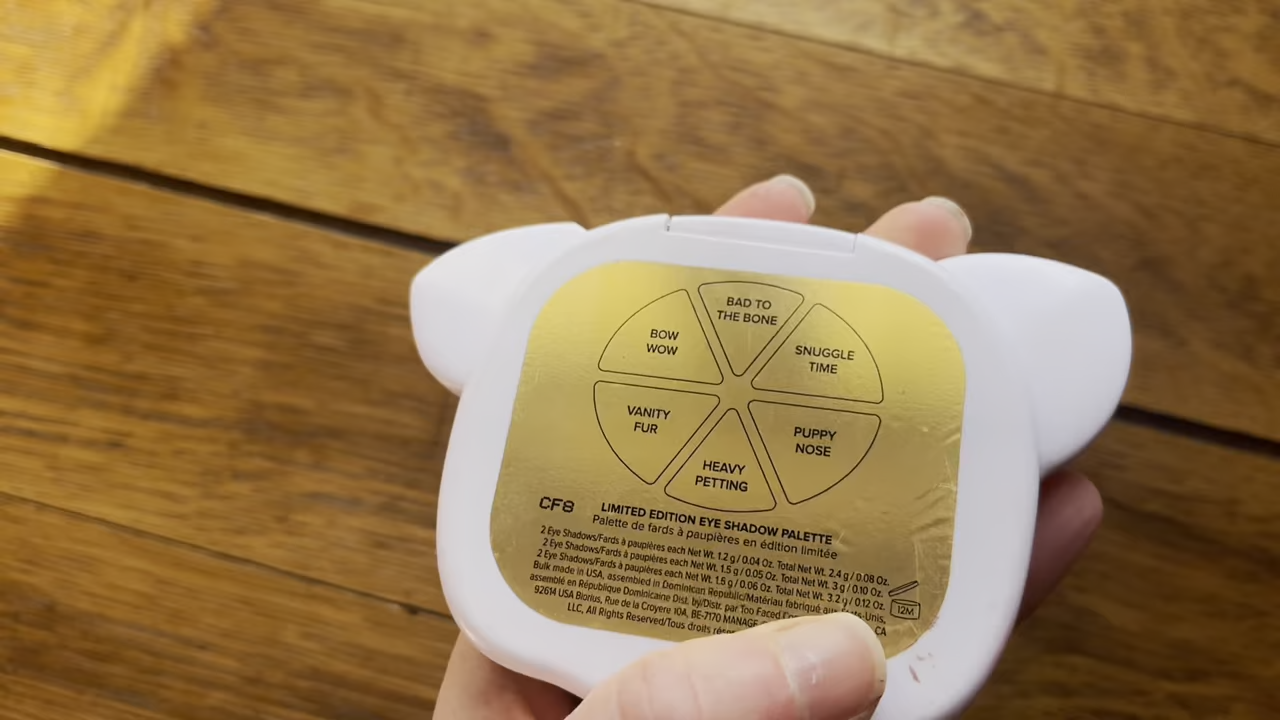 BAD TO
THE BONE
BOW
WOW
SNUGGLE
TIME
VANITY
FUR
PUPPY
NOSE
HEAVY
PETTING
CF8
LIMITED EDITION EYE SHADOW PALETTE
Palette de fards à paupières en édition limitée
2 Eye Shadows/Fards à paupières each Net Wt. 1.2 g / 0.04 Oz. Total Net Wt. 2.4 g / 0.08 Oz.
2 Eye Shadows/Fards à paupières each Net Wt. 1.5 g / 0.05 Oz. Total Net Wt. 3 g / 0.10 Oz.
2 Eye Shadows/Fards à paupières each Net Wt. 1.6 g / 0.06 Oz. Total Net Wt. 3.2 g / 0.12 Oz.
Bulk made in USA, assembled in Dominican Republic/Matériau fabriqué aux
assemblé en République Dominicaine Dist. by/Distr. par Too Faced CA
92614 USA Biorius, Rue de la Croyere 10A, BE-7170 MANAGE
LLC, All Rights Reserved/Tous droits
12M